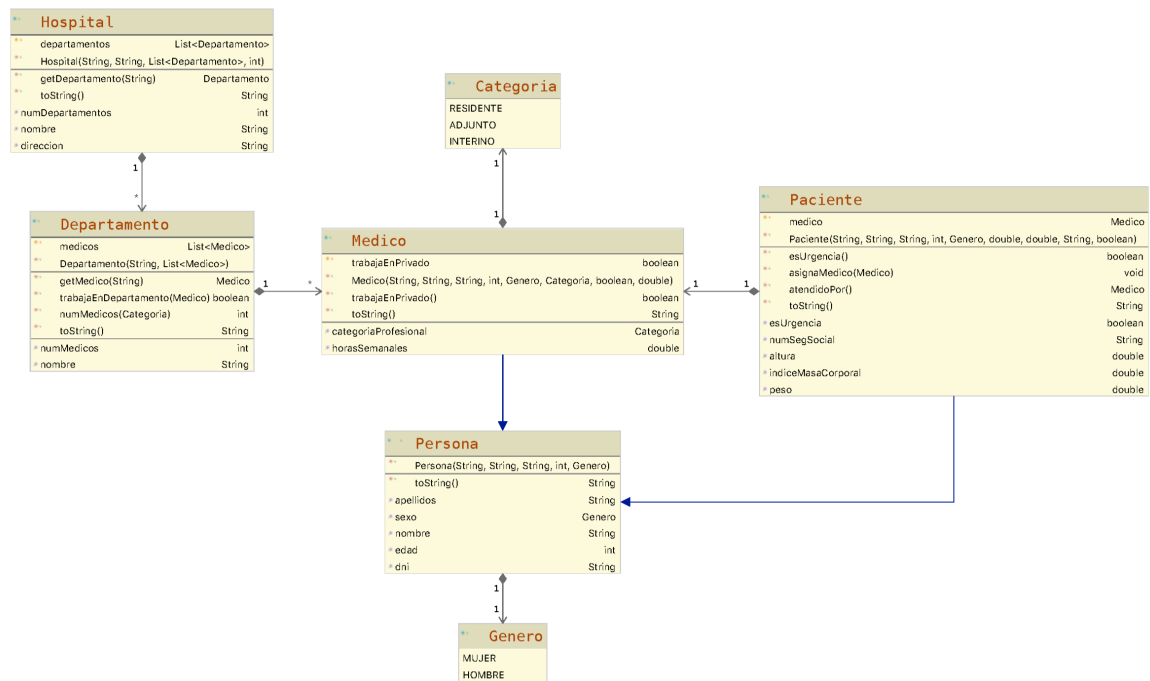 Hospital
departamentos List<Departamento>
Hospital(String, String, List<Departamento>, int)
getDepartamento(String) Departamento
toString() String
numDepartamentos int
nombre String
direccion String
1
*
Categoria
RESIDENTE
ADJUNTO
INTERINO
1
1
Departamento
medicos List<Medico>
Departamento(String, List<Medico>)
getMedico(String) Medico
trabajaEnDepartamento(Medico) boolean
numMedicos(Categoria) int
toString() String
numMedicos int
nombre String
1
*
Medico
trabajaEnPrivado boolean
Medico(String, String, String, int, Genero, Categoria, boolean, double)
trabajaEnPrivado() boolean
toString() String
categoriaProfesional Categoria
horasSemanales double
1
1
Paciente
medico Medico
Paciente(String, String, String, int, Genero, double, double, String, boolean)
esUrgencia() boolean
asignaMedico(Medico) void
atendidoPor() Medico
toString() String
esUrgencia boolean
numSegSocial String
altura double
indiceMasaCorporal double
peso double
Persona
Persona(String, String, String, int, Genero)
toString() String
apellidos String
sexo Genero
nombre String
edad int
dni String
1
1
Genero
MUJER
HOMBRE